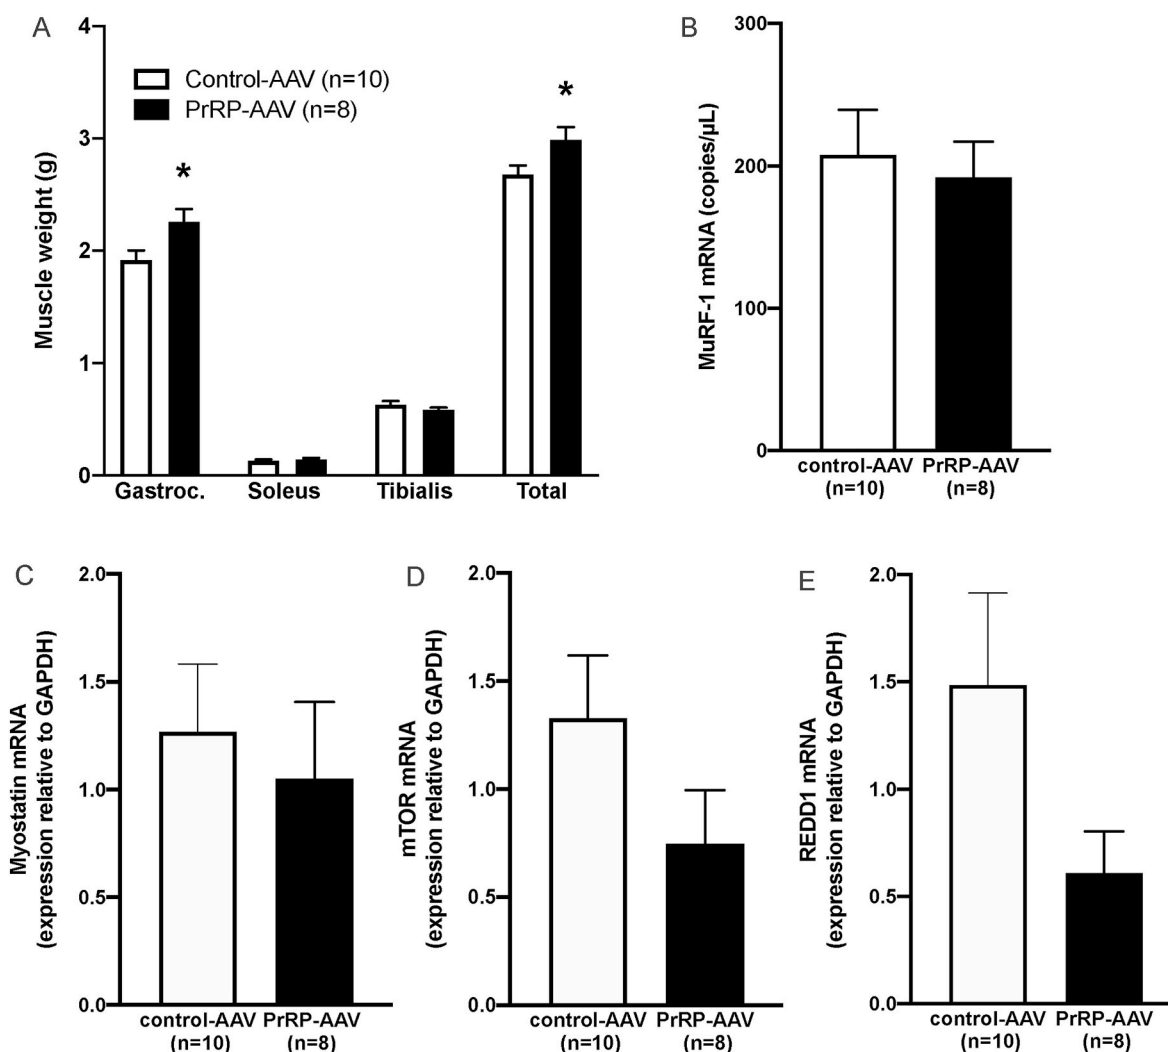 A
Muscle weight (g)
4
3
2
1
0
Control-AAV (n=10)
PrRP-AAV (n=8)
*
*
Gastroc.
Soleus
Tibialis
Total
B
MuRF-1 mRNA (copies/µL)
300
200
100
0
control-AAV
(n=10)
PrRP-AAV
(n=8)
C
Myostatin mRNA
(expression relative to GAPDH)
2.0
1.5
1.0
0.5
0.0
control-AAV
(n=10)
PrRP-AAV
(n=8)
D
mTOR mRNA
(expression relative to GAPDH)
2.0
1.5
1.0
0.5
0.0
control-AAV
(n=10)
PrRP-AAV
(n=8)
E
REDD1 mRNA
(expression relative to GAPDH)
2.0
1.5
1.0
0.5
0.0
control-AAV
(n=10)
PrRP-AAV
(n=8)